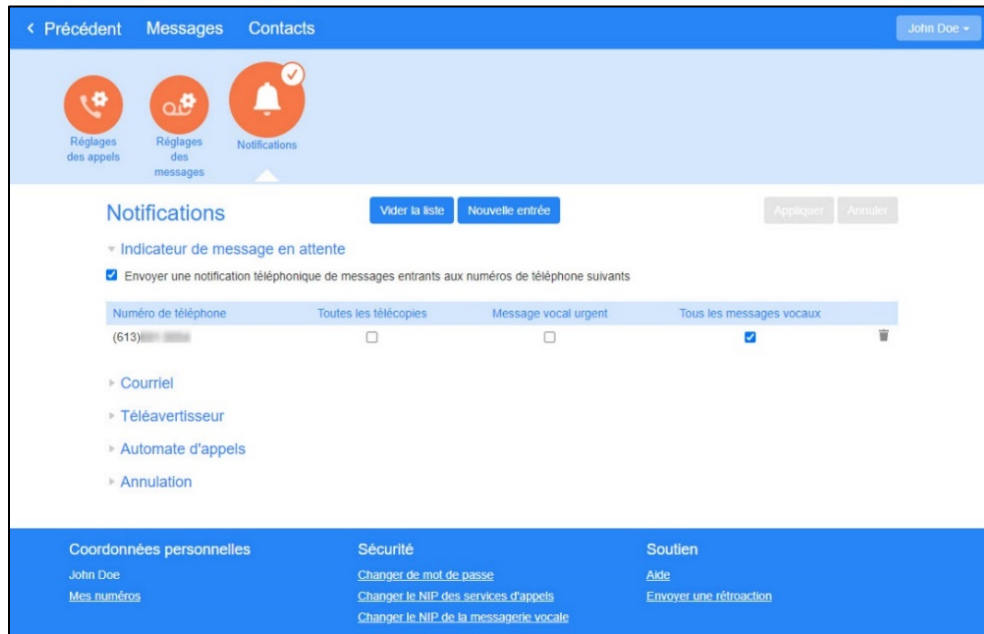 Précédent Messages Contacts John Doe
Réglages des appels
Réglages des messages
Notifications
Notifications Vider la liste Nouvelle entrée Appliquer Annuler
Indicateur de message en attente
Envoyer une notification téléphonique de messages entrants aux numéros de téléphone suivants
Numéro de téléphone Toutes les télécopies Message vocal urgent Tous les messages vocaux
(613)
Courriel
Téléavertisseur
Automate d'appels
Annulation
Coordonnées personnelles Sécurité Soutien
John Doe Changer de mot de passe Aide
Mes numéros Changer le NIP des services d'appels Envoyer une rétroaction
Changer le NIP de la messagerie vocale